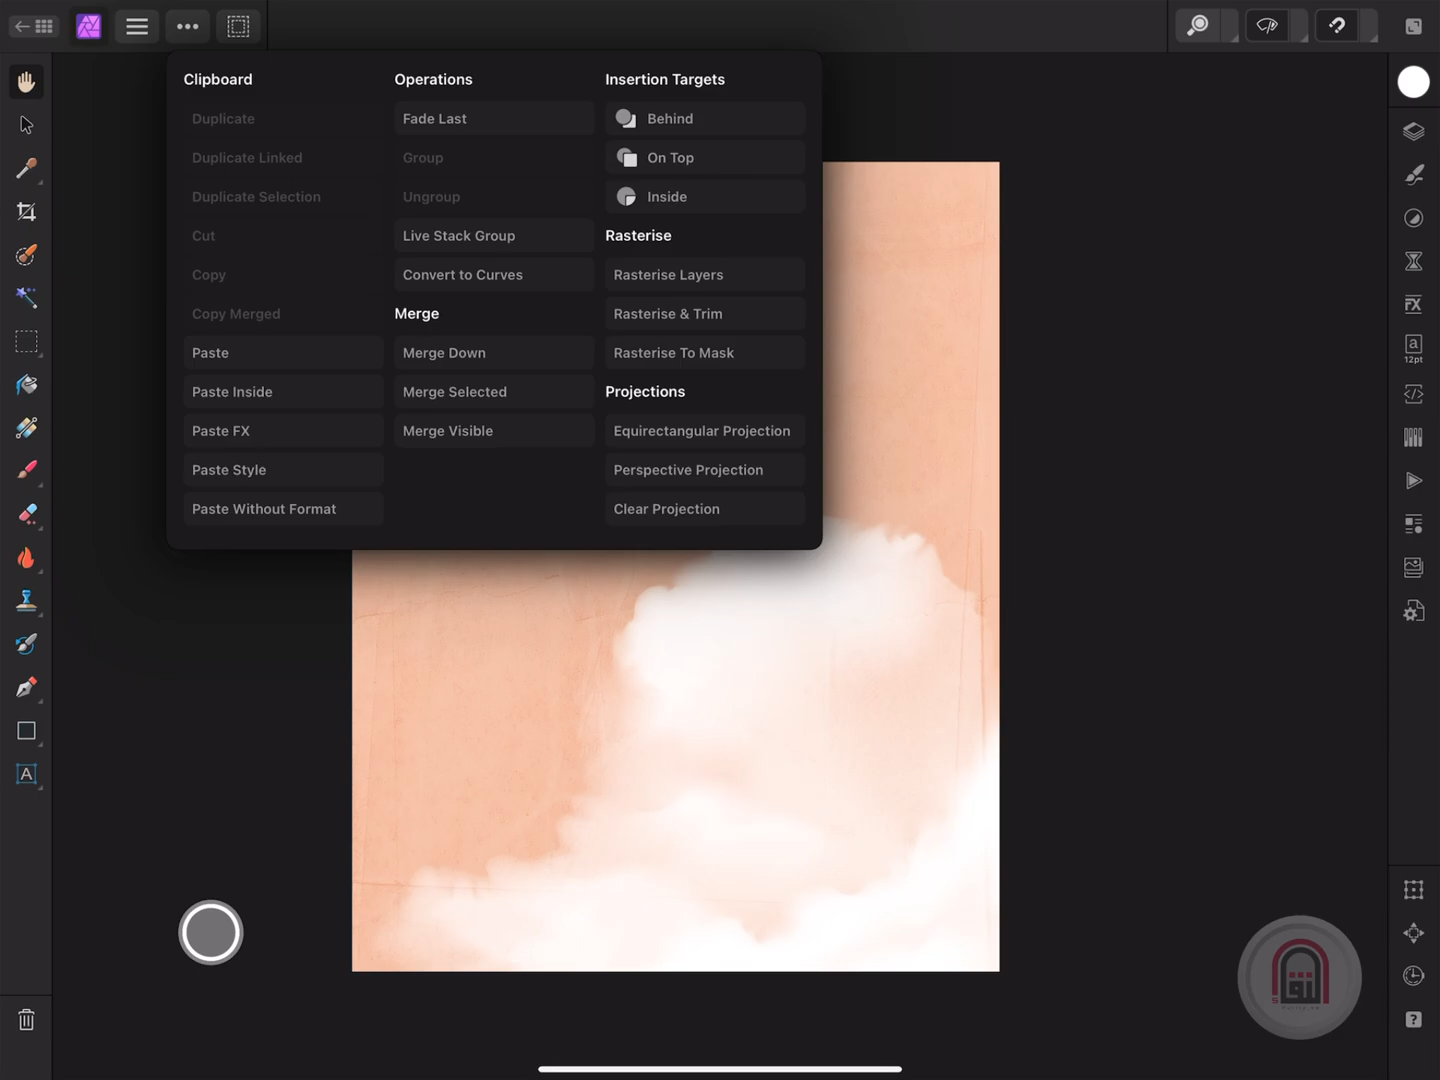 Clipboard
Duplicate
Duplicate Linked
Duplicate Selection
Cut
Copy
Copy Merged
Paste
Paste Inside
Paste FX
Paste Style
Paste Without Format
Operations
Fade Last
Group
Ungroup
Live Stack Group
Convert to Curves
Merge
Merge Down
Merge Selected
Merge Visible
Insertion Targets
Behind
On Top
Inside
Rasterise
Rasterise Layers
Rasterise & Trim
Rasterise To Mask
Projections
Equirectangular Projection
Perspective Projection
Clear Projection
FX
a
12pt
A
?